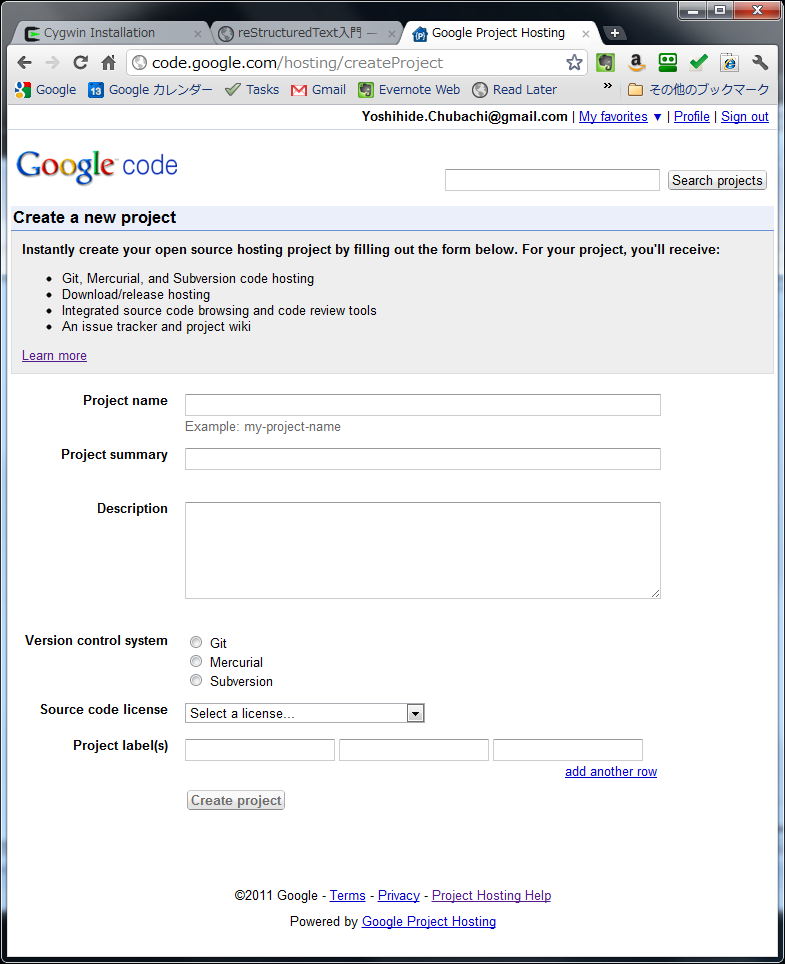 Cygwin Installation
reStructuredText入門 —
Google Project Hosting
code.google.com/hosting/createProject
Google
13
Google カレンダー
Tasks
Gmail
Evernote Web
Read Later
»
その他のブックマーク
Yoshihide.Chubachi@gmail.com | My favorites ▼ | Profile | Sign out
Google code
Search projects
Create a new project
Instantly create your open source hosting project by filling out the form below. For your project, you'll receive:
• Git, Mercurial, and Subversion code hosting
• Download/release hosting
• Integrated source code browsing and code review tools
• An issue tracker and project wiki
Learn more
Project name
Example: my-project-name
Project summary
Description
Version control system
Git
Mercurial
Subversion
Source code license
Select a license...
Project label(s)
add another row
Create project
©2011 Google - Terms - Privacy - Project Hosting Help
Powered by Google Project Hosting